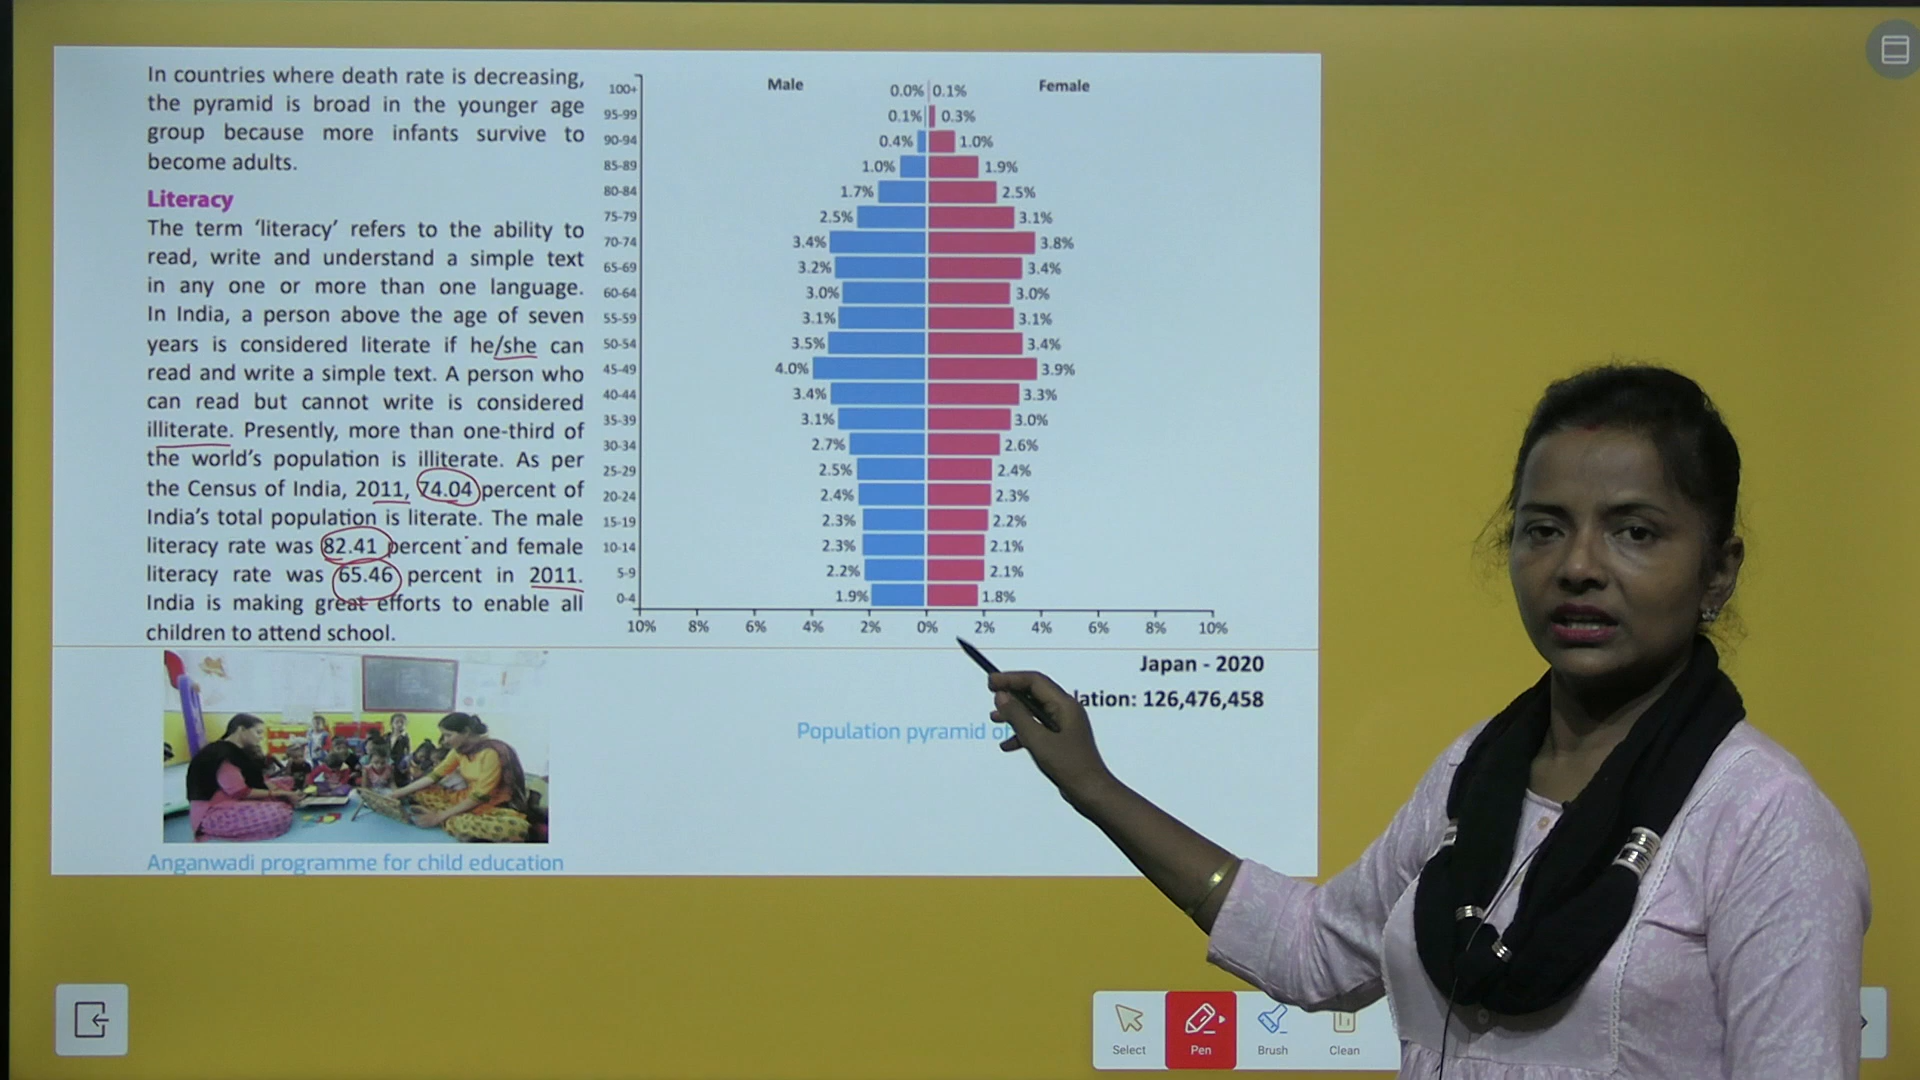 In countries where death rate is decreasing,
the pyramid is broad in the younger age
group because more infants survive to
become adults.
Literacy
The term ‘literacy’ refers to the ability to
read, write and understand a simple text
in any one or more than one language.
In India, a person above the age of seven
years is considered literate if he/she can
read and write a simple text. A person who
can read but cannot write is considered
illiterate. Presently, more than one-third of
the world’s population is illiterate. As per
the Census of India, 2011, 74.04 percent of
India’s total population is literate. The male
literacy rate was 82.41 percent and female
literacy rate was 65.46 percent in 2011.
India is making great efforts to enable all
children to attend school.
Anganwadi programme for child education
Male Female
100+ 0.0% 0.1%
95-99 0.1% 0.3%
90-94 0.4% 1.0%
85-89 1.0% 1.9%
80-84 1.7% 2.5%
75-79 2.5% 3.1%
70-74 3.4% 3.8%
65-69 3.2% 3.4%
60-64 3.0% 3.0%
55-59 3.1% 3.1%
50-54 3.5% 3.4%
45-49 4.0% 3.9%
40-44 3.4% 3.3%
35-39 3.1% 3.0%
30-34 2.7% 2.6%
25-29 2.5% 2.4%
20-24 2.4% 2.3%
15-19 2.3% 2.2%
10-14 2.3% 2.1%
5-9 2.2% 2.1%
0-4 1.9% 1.8%
10% 8% 6% 4% 2% 0% 2% 4% 6% 8% 10%
Japan - 2020
lation: 126,476,458
Population pyramid of
Select Pen Brush Clean